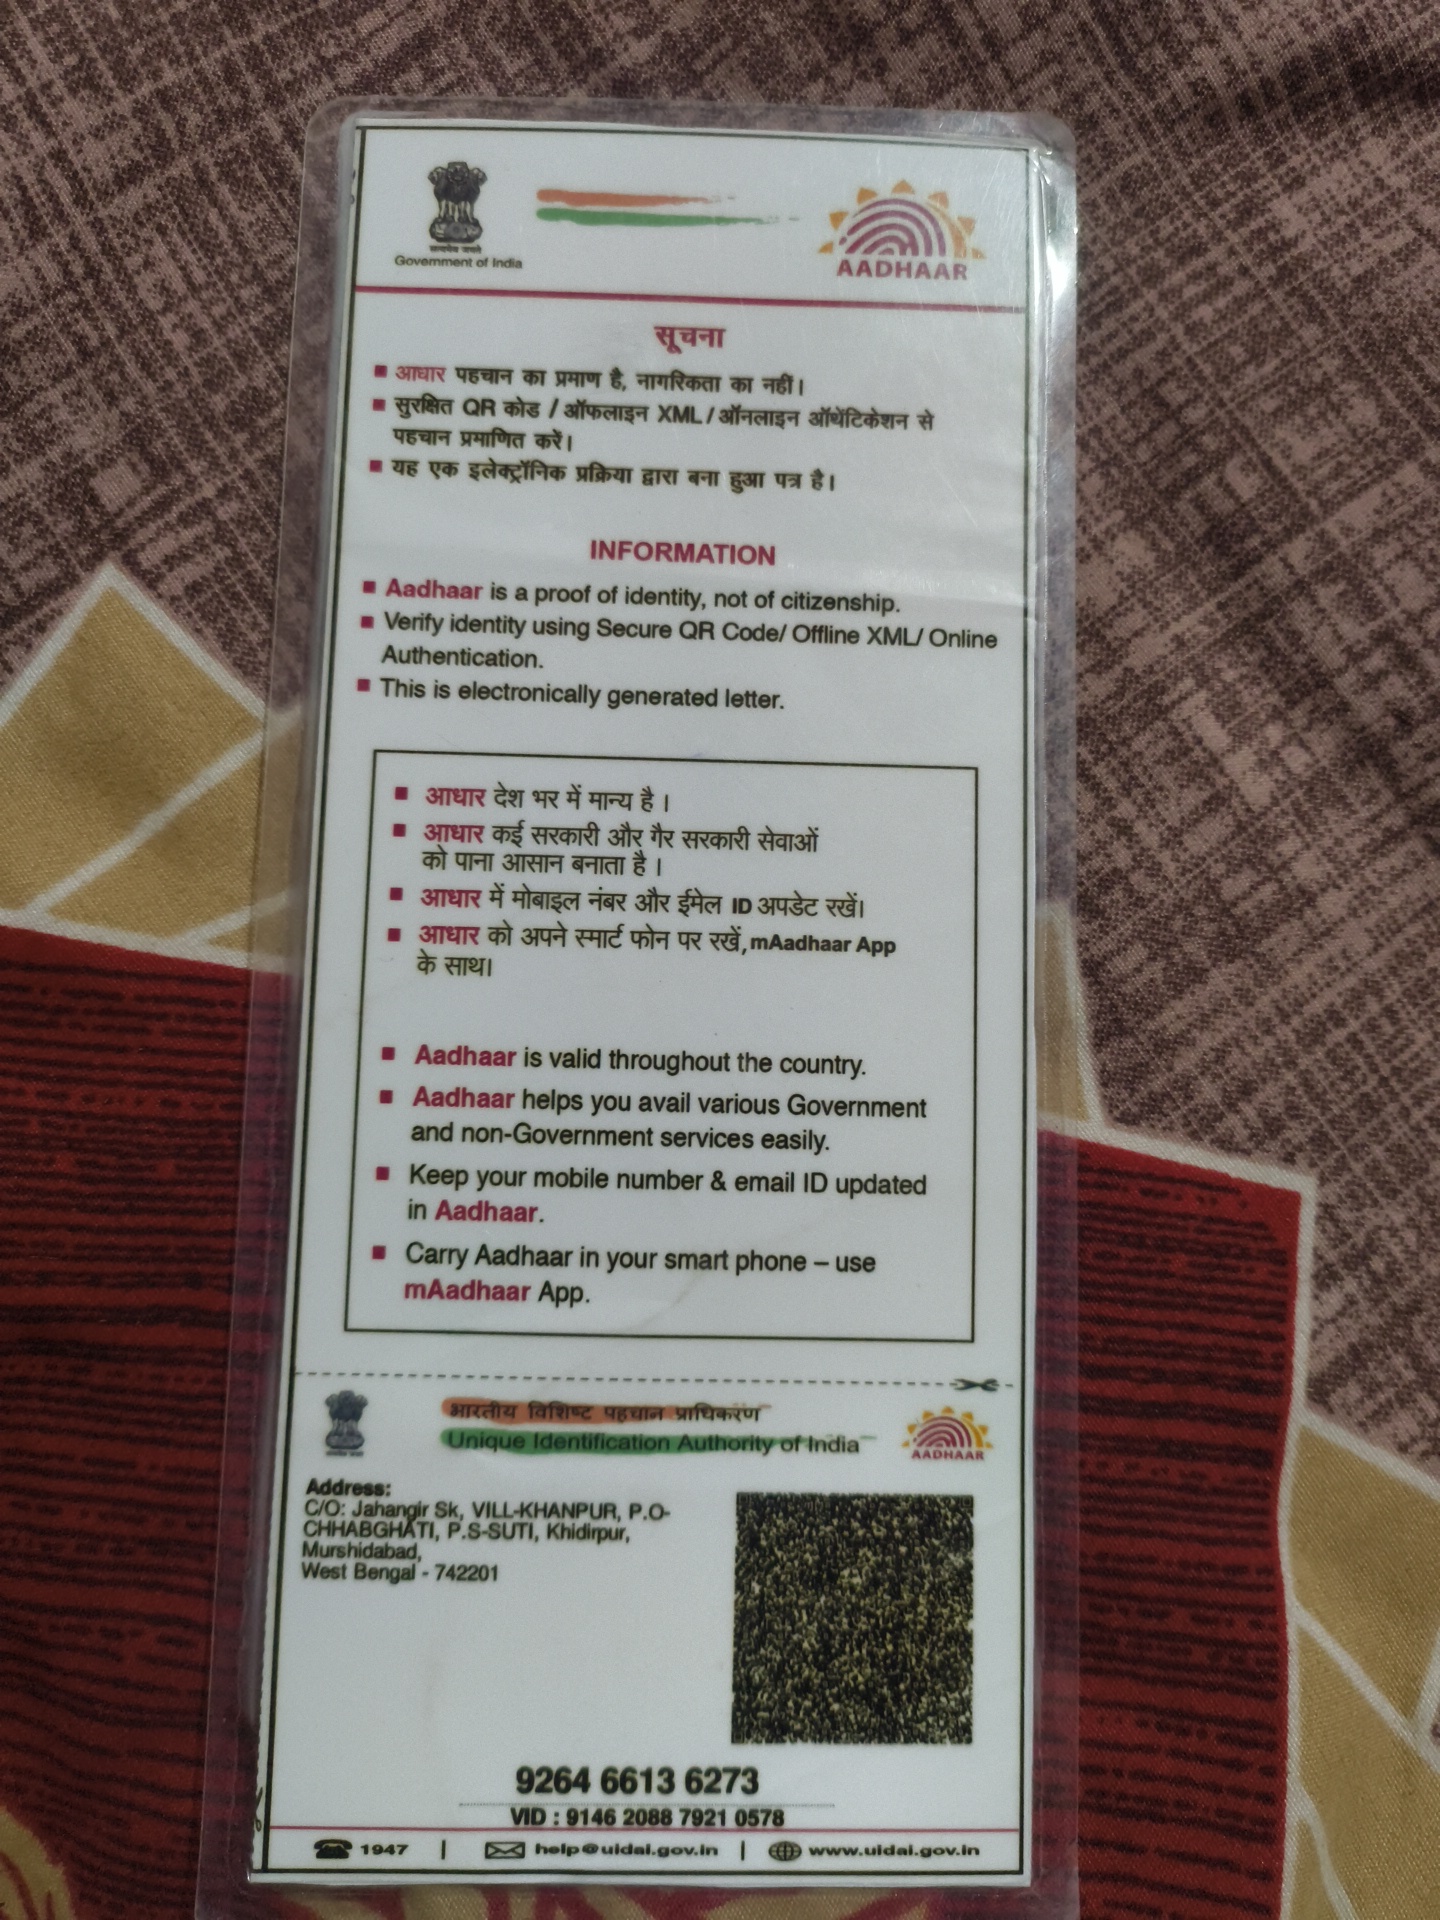 सत्यमेव जयते
Government of India
AADHAAR
सूचना
आधार पहचान का प्रमाण है, नागरिकता का नहीं।
सुरक्षित QR कोड / ऑफलाइन XML / ऑनलाइन ऑथेंटिकेशन से
पहचान प्रमाणित करें।
यह एक इलेक्ट्रॉनिक प्रक्रिया द्वारा बना हुआ पत्र है।
INFORMATION
Aadhaar is a proof of identity, not of citizenship.
Verify identity using Secure QR Code/ Offline XML/ Online
Authentication.
This is electronically generated letter.
आधार देश भर में मान्य है ।
आधार कई सरकारी और गैर सरकारी सेवाओं
को पाना आसान बनाता है ।
आधार में मोबाइल नंबर और ईमेल ID अपडेट रखें।
आधार को अपने स्मार्ट फोन पर रखें, mAadhaar App
के साथ।
Aadhaar is valid throughout the country.
Aadhaar helps you avail various Government
and non-Government services easily.
Keep your mobile number & email ID updated
in Aadhaar.
Carry Aadhaar in your smart phone – use
mAadhaar App.
भारतीय विशिष्ट पहचान प्राधिकरण
Unique Identification Authority of India
AADHAAR
Address:
C/O: Jahangir Sk, VILL-KHANPUR, P.O-
CHHABGHATI, P.S-SUTI, Khidirpur,
Murshidabad,
West Bengal - 742201
9264 6613 6273
VID : 9146 2088 7921 0578
1947 | help@uidai.gov.in | www.uidai.gov.in